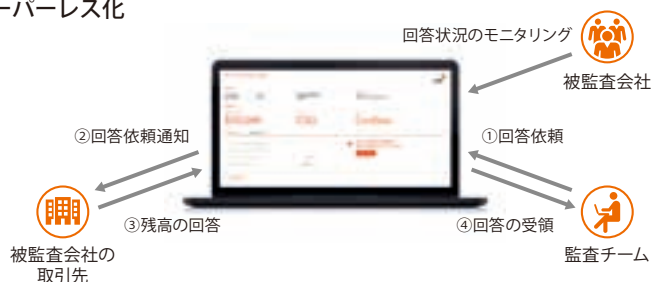 ーパーレス化
回答状況のモニタリング
被監査会社
②回答依頼通知
①回答依頼
③残高の回答
④回答の受領
被監査会社の
取引先
監査チーム